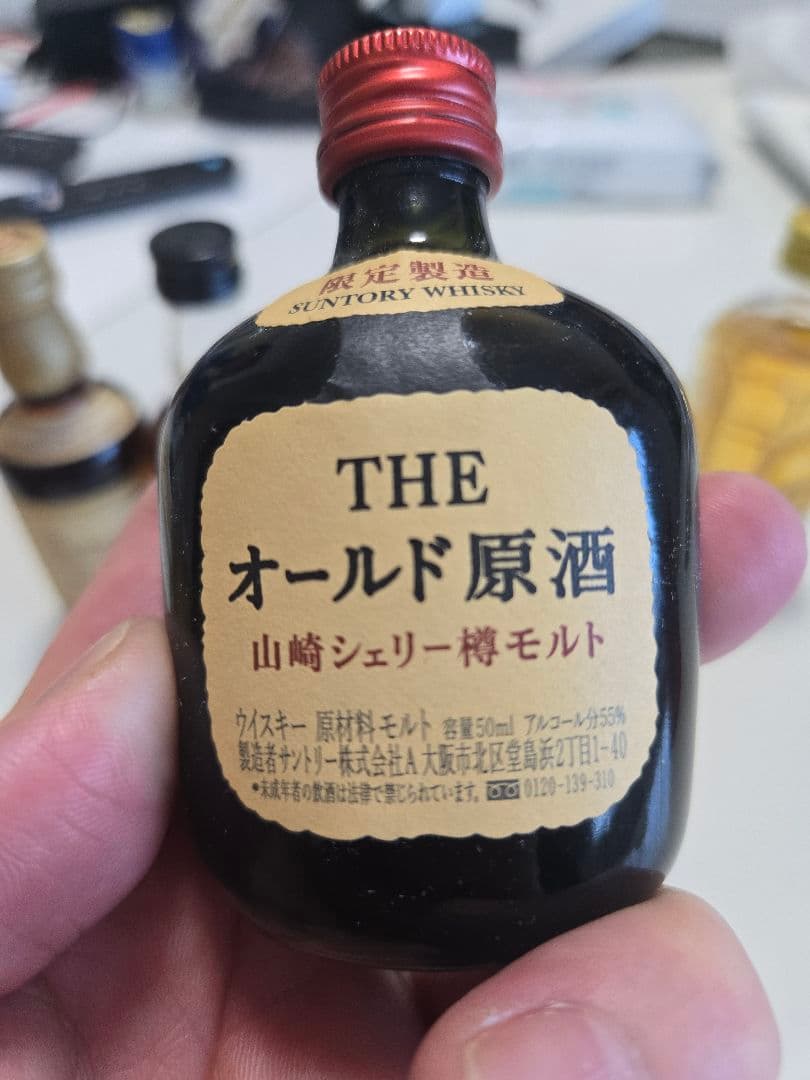 限定製造
SUNTORY WHISKY
THE
オールド原酒
山崎シェリー樽モルト
ウイスキー 原材料 モルト 容量50ml アルコール分55%
製造者サントリー株式会社A 大阪市北区堂島浜2丁目1-40
*未成年者の飲酒は法律で禁じられています。 0120-139-310